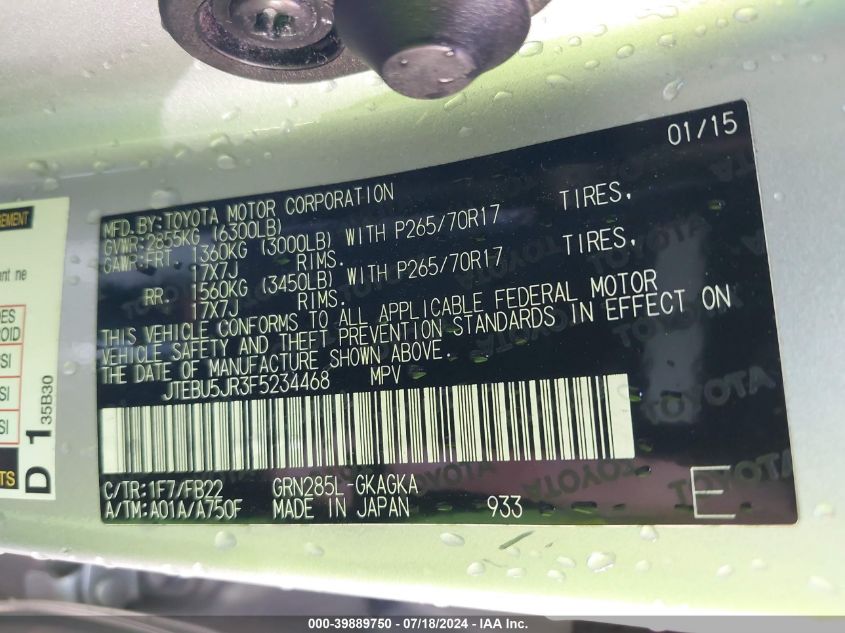 01/15
MFD.BY:TOYOTA MOTOR CORPORATION
GVWR:2855KG (6300LB)
GAWR:FRT 1360KG (3000LB) WITH P265/70R17 TIRES,
17X7J RIMS.
RR. 1560KG (3450LB) WITH P265/70R17 TIRES,
17X7J RIMS.
THIS VEHICLE CONFORMS TO ALL APPLICABLE FEDERAL MOTOR
VEHICLE SAFETY AND THEFT PREVENTION STANDARDS IN EFFECT ON
THE DATE OF MANUFACTURE SHOWN ABOVE.
JTEBU5JR3F5234468 MPV
C/TR:1F7/FB22 GRN285L-GKAGKA
A/TM:A01A/A750F MADE IN JAPAN 933
E
D 1
35B30
000-39889750 - 07/18/2024 - IAA Inc.